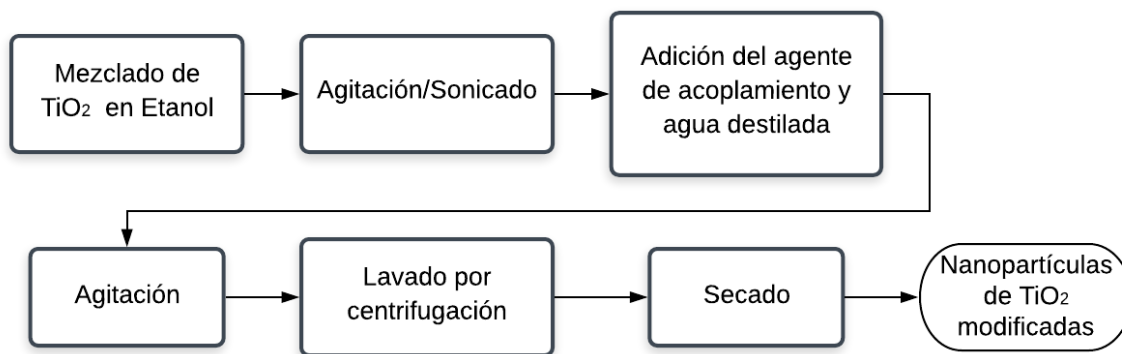 Mezclado de
TiO2 en Etanol
Agitación/Sonicado
Adición del agente
de acoplamiento y
agua destilada
Agitación
Lavado por
centrifugación
Secado
Nanopartículas
de TiO2
modificadas